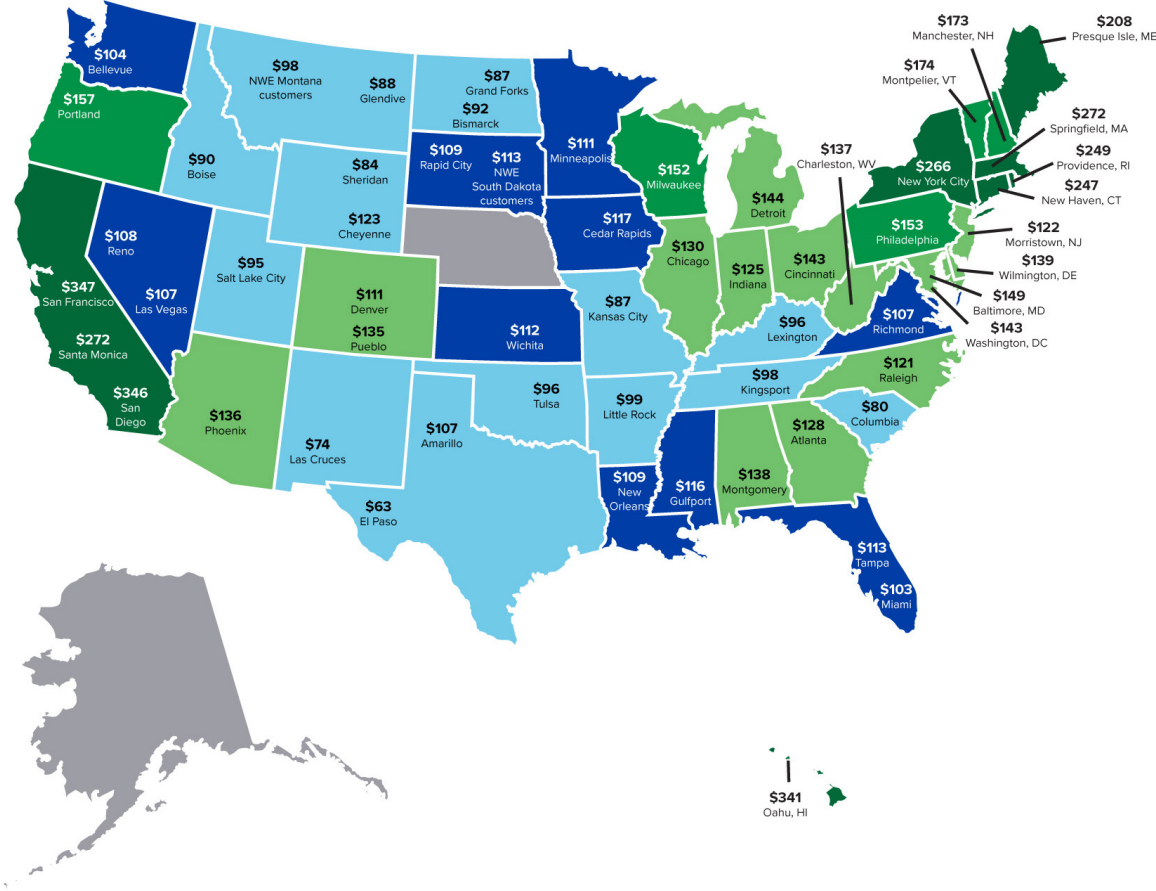 $173
Manchester, NH
$208
Presque Isle, ME
$174
Montpelier, VT
$272
Springfield, MA
$249
Providence, RI
$247
New Haven, CT
$266
New York City
$137
Charleston, WV
$104
Bellevue
$157
Portland
$98
NWE Montana
customers
$88
Glendive
$87
Grand Forks
$92
Bismarck
$111
Minneapolis
$152
Milwaukee
$144
Detroit
$90
Boise
$84
Sheridan
$123
Cheyenne
$109
Rapid City
$113
NWE
South Dakota
customers
$117
Cedar Rapids
$130
Chicago
$125
Indiana
$143
Cincinnati
$153
Philadelphia
$122
Morristown, NJ
$139
Wilmington, DE
$149
Baltimore, MD
$143
Washington, DC
$108
Reno
$107
Las Vegas
$95
Salt Lake City
$347
San Francisco
$272
Santa Monica
$346
San
Diego
$111
Denver
$135
Pueblo
$112
Wichita
$87
Kansas City
$96
Lexington
$107
Richmond
$136
Phoenix
$74
Las Cruces
$107
Amarillo
$63
El Paso
$96
Tulsa
$99
Little Rock
$98
Kingsport
$121
Raleigh
$80
Columbia
$128
Atlanta
$138
Montgomery
$116
Gulfport
$109
New
Orleans
$113
Tampa
$103
Miami
$341
Oahu, HI